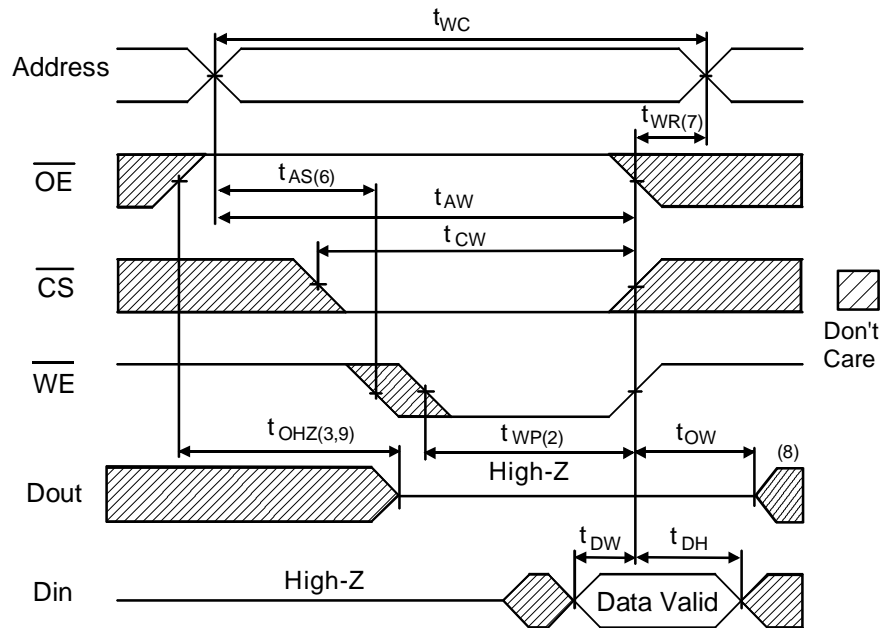 tWC
Address
tWR(7)
OE
tAS(6)
tAW
tCW
CS
Don't
Care
WE
tOHZ(3,9)
tWP(2)
tOW
High-Z
(8)
Dout
tDW
tDH
High-Z
Din
Data Valid